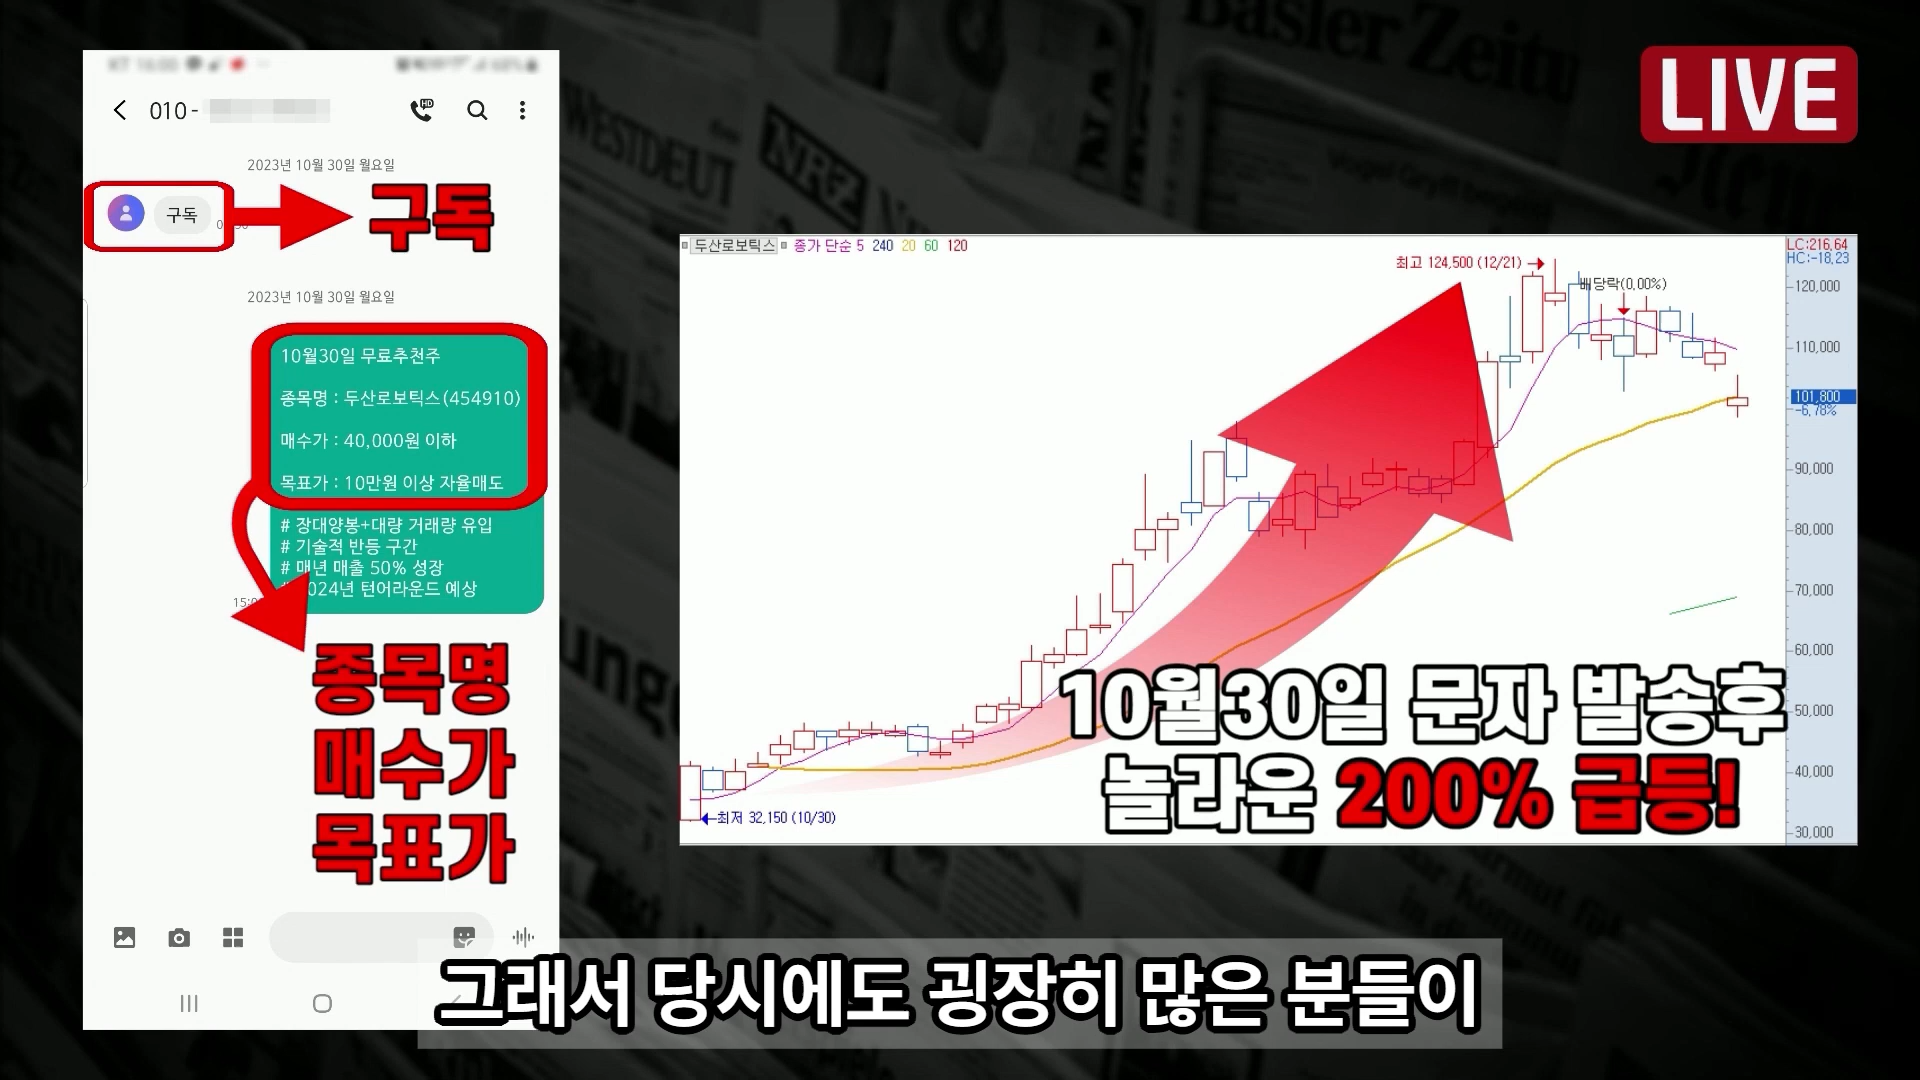 LIVE
010-
2023년 10월 30일 월요일
구독
구독
2023년 10월 30일 월요일
10월30일 무료추천주
종목명 : 두산로보틱스(454910)
매수가 : 40,000원 이하
목표가 : 10만원 이상 자율매도
# 장대양봉+대량 거래량 유입
# 기술적 반등 구간
# 매년 매출 50% 성장
024년 턴어라운드 예상
종목명
매수가
목표가
두산로보틱스 종가 단순 5 240 20 60 120
LC:216,64
HC:-18,23
최고 124,500 (12/21)
배당락(0,00%)
120,000
110,000
101,800
-6,78%
90,000
80,000
70,000
60,000
50,000
40,000
30,000
최저 32,150 (10/30)
10월30일 문자 발송후
놀라운 200% 급등!
그래서 당시에도 굉장히 많은 분들이
Basler Zeitu
WESTDEUT
NRZ